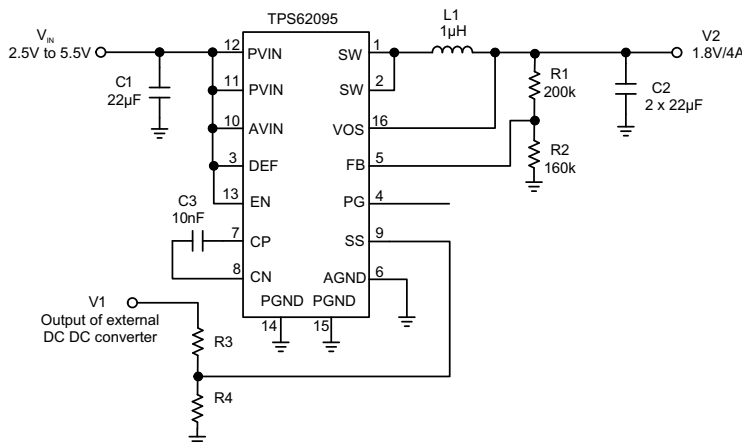 TPS62095
V_IN
2.5V to 5.5V
C1
22µF
12
PVIN
11
PVIN
10
AVIN
3
DEF
13
EN
C3
10nF
7
CP
8
CN
PGND PGND
14
15
SW
1
SW
2
VOS
16
FB
5
PG
4
SS
9
AGND
6
L1
1µH
R1
200k
R2
160k
C2
2 x 22µF
V2
1.8V/4A
V1
Output of external
DC DC converter
R3
R4